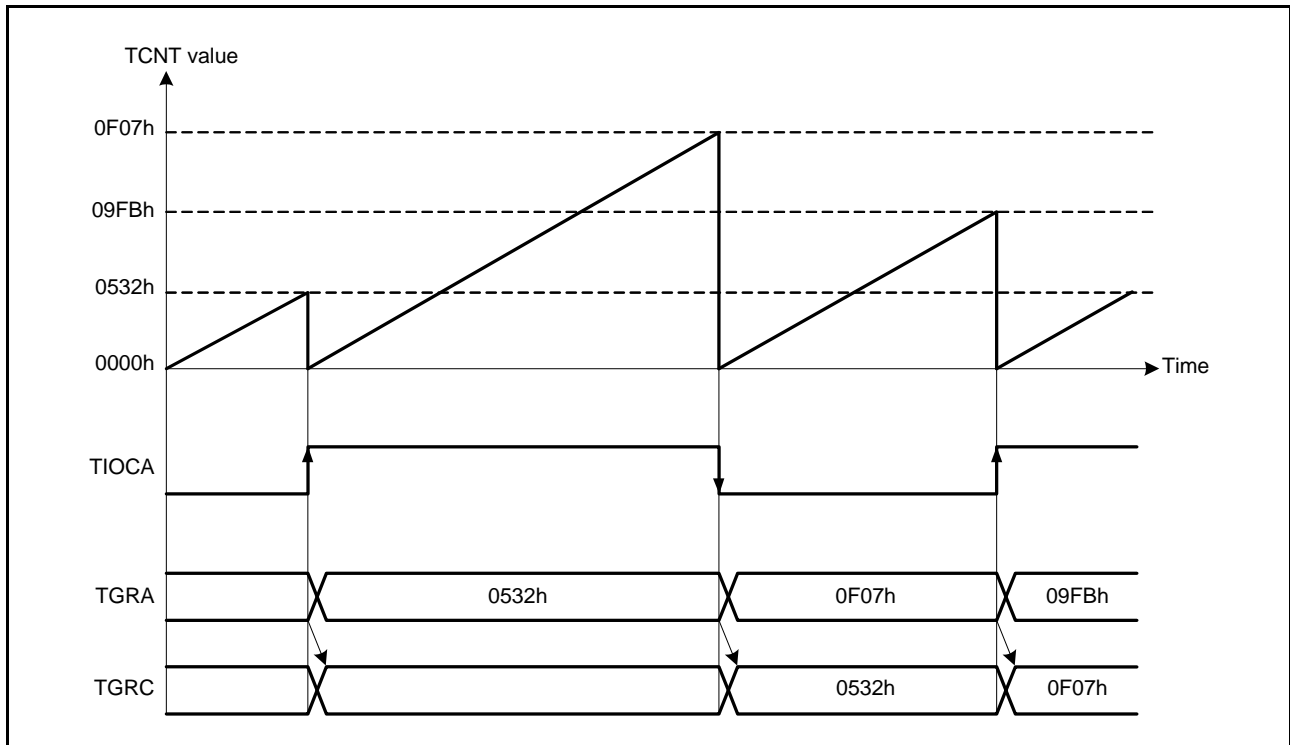 TCNT value
0F07h
09FBh
0532h
0000h
Time
TIOCA
TGRA
0532h
0F07h
09FBh
TGRC
0532h
0F07h